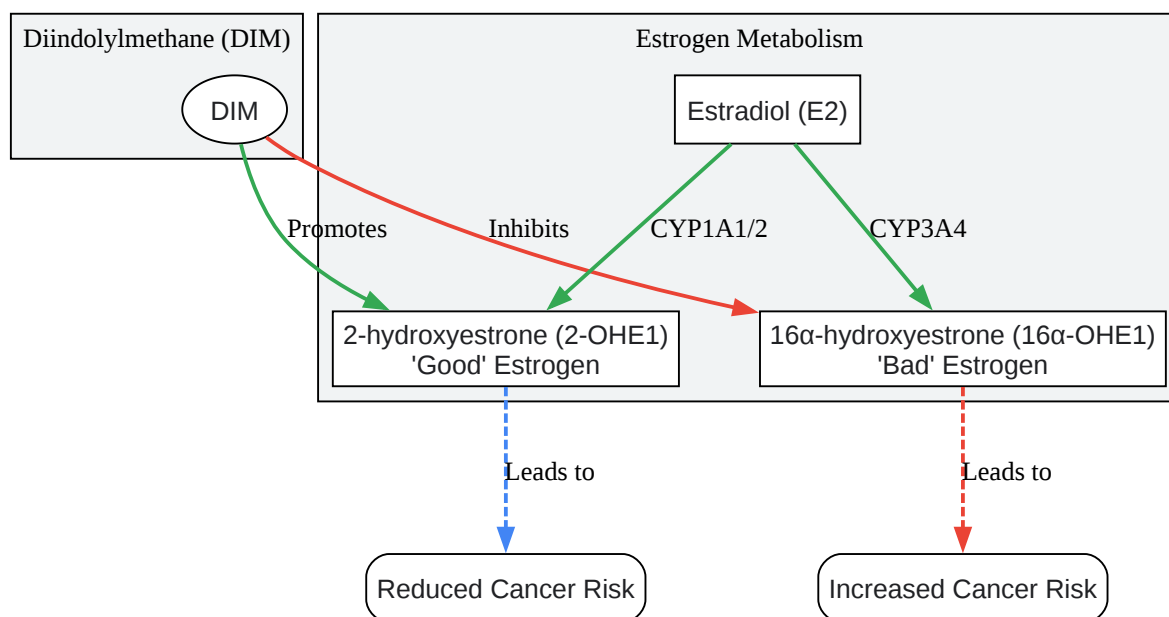 Diindolylmethane (DIM)
Estrogen Metabolism
DIM
Estradiol (E2)
Promotes
Inhibits
CYP1A1/2
CYP3A4
2-hydroxyestrone (2-OHE1)
'Good' Estrogen
16α-hydroxyestrone (16α-OHE1)
'Bad' Estrogen
Leads to
Leads to
Reduced Cancer Risk
Increased Cancer Risk